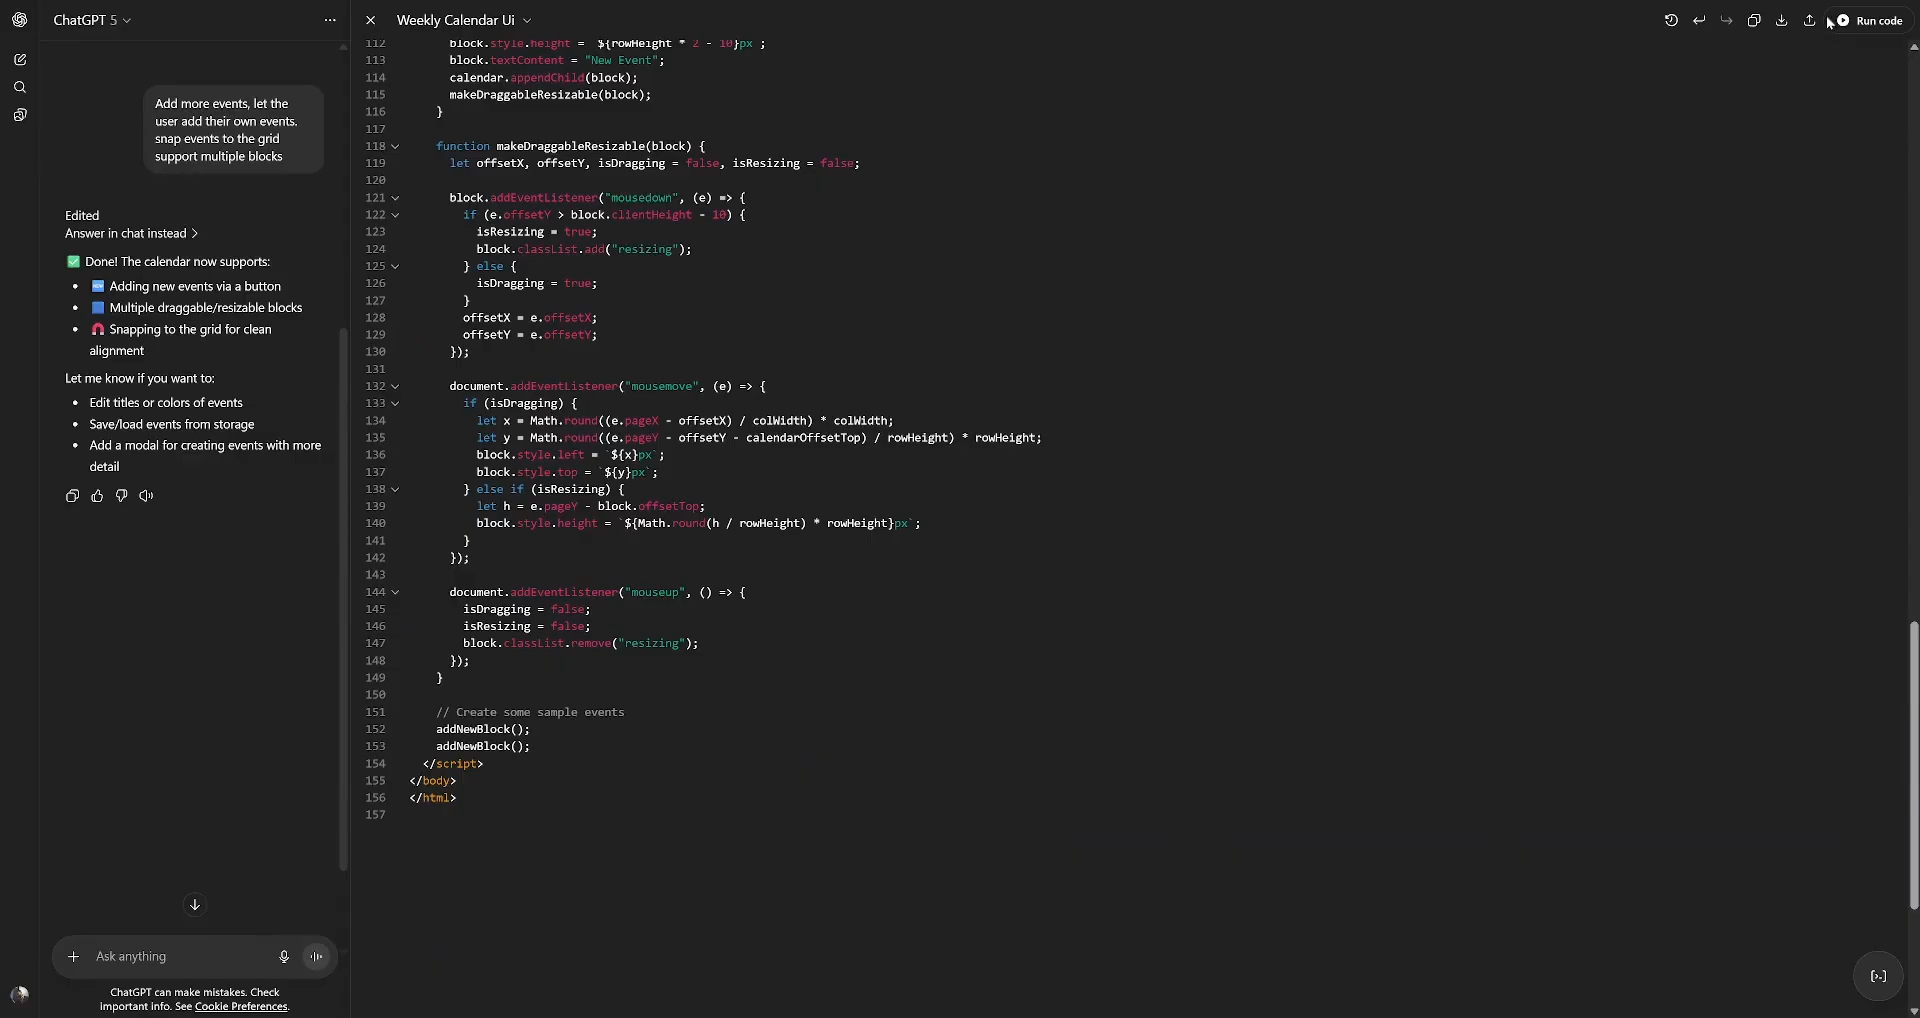 ChatGPT 5
Add more events, let the
user add their own events.
snap events to the grid
support multiple blocks
Edited
Answer in chat instead >
✅ Done! The calendar now supports:
• 🆕 Adding new events via a button
• 🟦 Multiple draggable/resizable blocks
• 🧲 Snapping to the grid for clean
alignment
Let me know if you want to:
• Edit titles or colors of events
• Save/load events from storage
• Add a modal for creating events with more
detail
Ask anything
ChatGPT can make mistakes. Check
important info. See Cookie Preferences.
Weekly Calendar Ui
Run code
112 block.style.height = `${rowHeight * 2 - 10}px`;
113 block.textContent = "New Event";
114 calendar.appendChild(block);
115 makeDraggableResizable(block);
116 }
117
118 function makeDraggableResizable(block) {
119 let offsetX, offsetY, isDragging = false, isResizing = false;
120
121 block.addEventListener("mousedown", (e) => {
122 if (e.offsetY > block.clientHeight - 10) {
123 isResizing = true;
124 block.classList.add("resizing");
125 } else {
126 isDragging = true;
127 }
128 offsetX = e.offsetX;
129 offsetY = e.offsetY;
130 });
131
132 document.addEventListener("mousemove", (e) => {
133 if (isDragging) {
134 let x = Math.round((e.pageX - offsetX) / colWidth) * colWidth;
135 let y = Math.round((e.pageY - offsetY - calendarOffsetTop) / rowHeight) * rowHeight;
136 block.style.left = `${x}px`;
137 block.style.top = `${y}px`;
138 } else if (isResizing) {
139 let h = e.pageY - block.offsetTop;
140 block.style.height = `${Math.round(h / rowHeight) * rowHeight}px`;
141 }
142 });
143
144 document.addEventListener("mouseup", () => {
145 isDragging = false;
146 isResizing = false;
147 block.classList.remove("resizing");
148 });
149 }
150
151 // Create some sample events
152 addNewBlock();
153 addNewBlock();
154 </script>
155 </body>
156 </html>
157